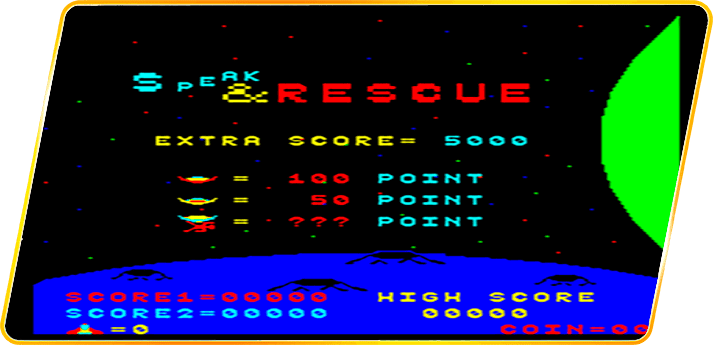 SPEAK
& RESCUE
EXTRA SCORE= 5000
= 100 POINT
= 50 POINT
= ??? POINT
SCORE1=00000 HIGH SCORE
SCORE2=00000 00000
=0 COIN=00